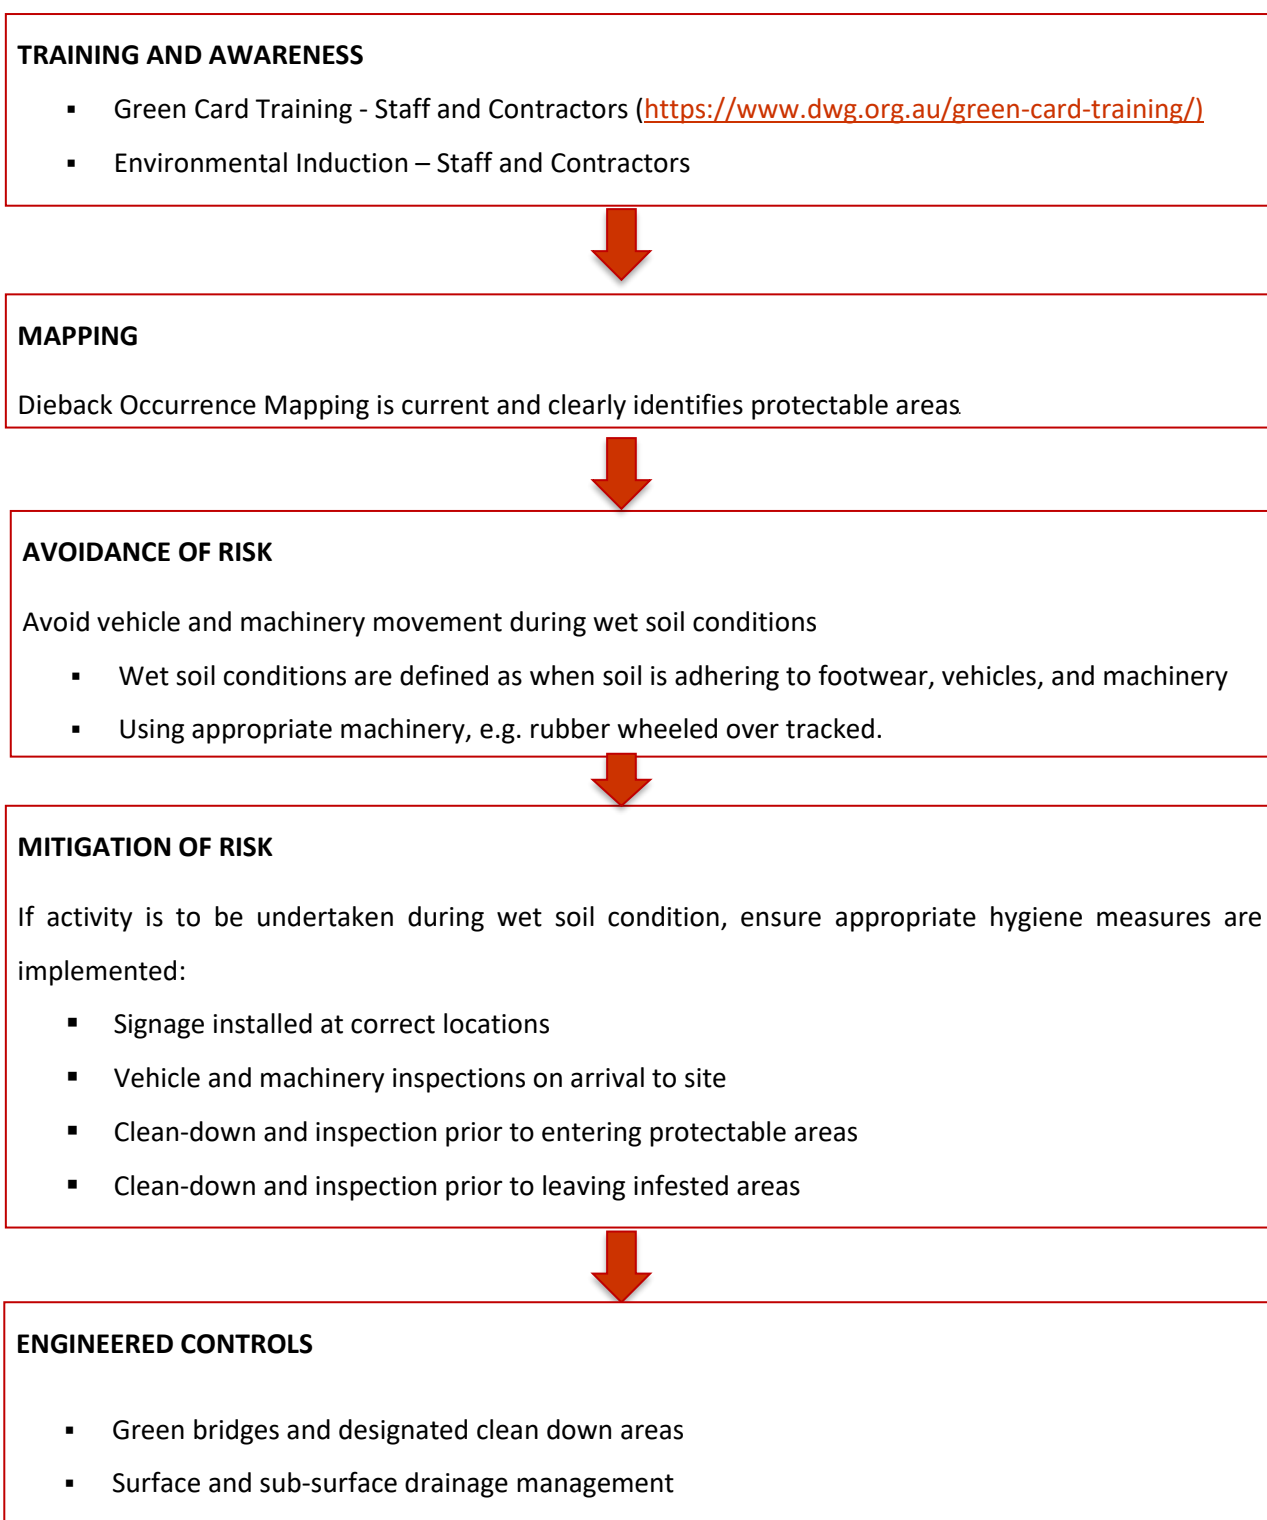 TRAINING AND AWARENESS
▪ Green Card Training - Staff and Contractors (https://www.dwg.org.au/green-card-training/)
▪ Environmental Induction – Staff and Contractors
MAPPING
Dieback Occurrence Mapping is current and clearly identifies protectable areas.
AVOIDANCE OF RISK
Avoid vehicle and machinery movement during wet soil conditions
▪ Wet soil conditions are defined as when soil is adhering to footwear, vehicles, and machinery
▪ Using appropriate machinery, e.g. rubber wheeled over tracked.
MITIGATION OF RISK
If activity is to be undertaken during wet soil condition, ensure appropriate hygiene measures are
implemented:
▪ Signage installed at correct locations
▪ Vehicle and machinery inspections on arrival to site
▪ Clean-down and inspection prior to entering protectable areas
▪ Clean-down and inspection prior to leaving infested areas
ENGINEERED CONTROLS
▪ Green bridges and designated clean down areas
▪ Surface and sub-surface drainage management